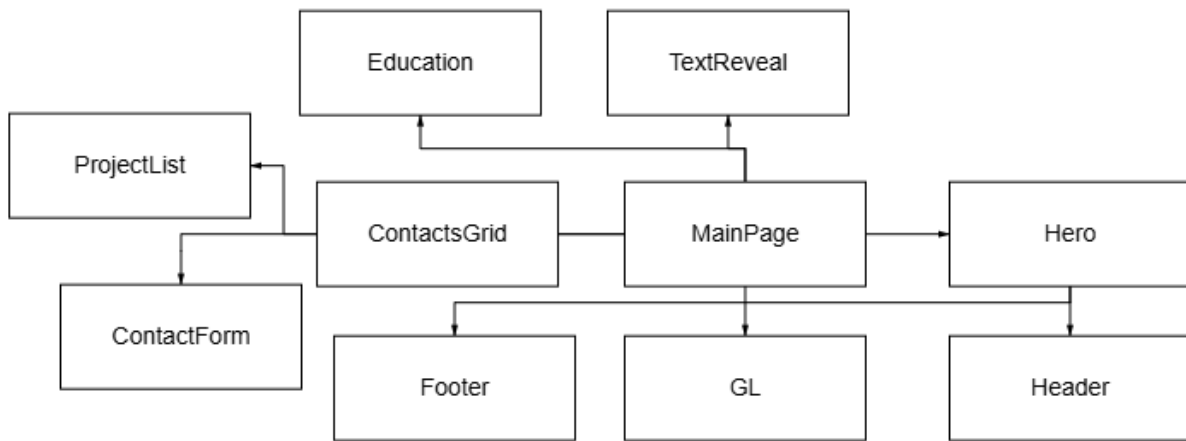 Education
TextReveal
ProjectList
ContactsGrid
MainPage
Hero
ContactForm
Footer
GL
Header